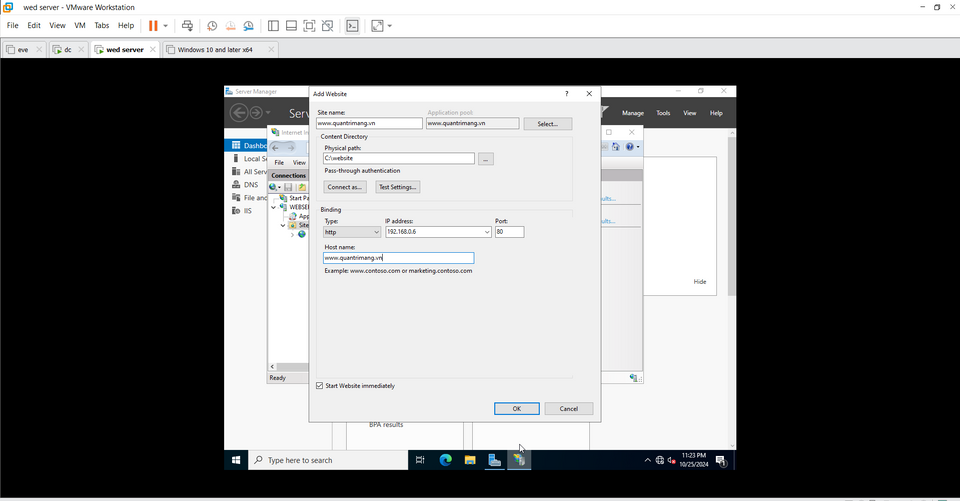 wed server - VMware Workstation
File Edit View VM Tabs Help
eve dc wed server Windows 10 and later x64
Server Manager
Manage Tools View Help
Dashbo
Local Se
All Serv
DNS
File and
IIS
Internet In
File View
Connections
Start Pa
WEBSE
App
Site
Ready
Add Website
Site name:
Application pool:
www.quantrimang.vn www.quantrimang.vn Select...
Content Directory
Physical path:
C:\website ...
Pass-through authentication
Connect as... Test Settings...
Binding
Type: IP address: Port:
http 192.168.0.6 80
Host name:
www.quantrimang.vn
Example: www.contoso.com or marketing.contoso.com
Start Website immediately
OK Cancel
Hide
BPA results
Type here to search
11:23 PM
10/25/2024